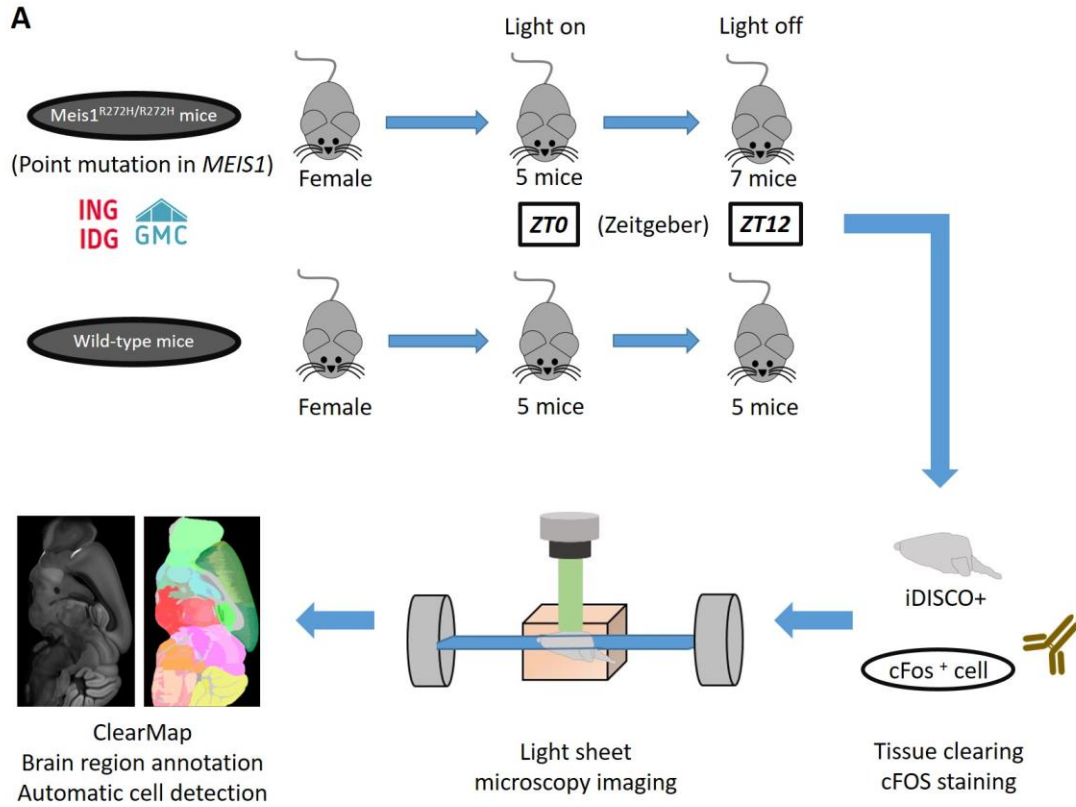 A
Light on
Light off
Meis1R272H/R272H mice
(Point mutation in MEIS1)
Female
5 mice
7 mice
ING
IDG
GMC
ZT0
(Zeitgeber)
ZT12
Wild-type mice
Female
5 mice
5 mice
iDISCO+
cFos + cell
ClearMap
Brain region annotation
Automatic cell detection
Light sheet
microscopy imaging
Tissue clearing
cFOS staining